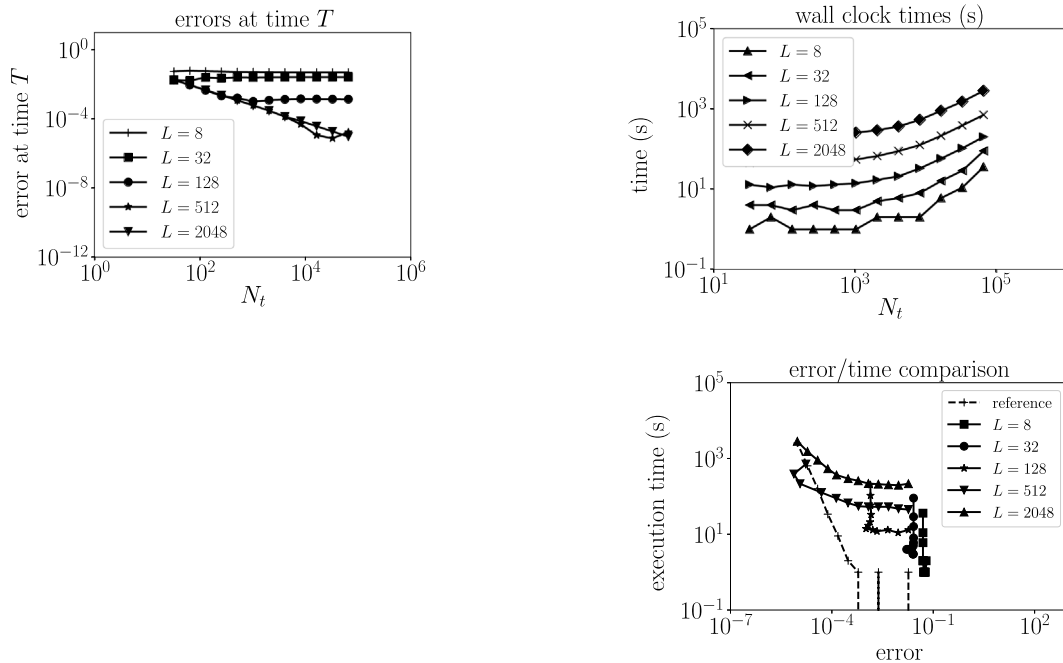 errors at time T
10^0
10^-4
10^-8
10^-12
error at time T
L = 8
L = 32
L = 128
L = 512
L = 2048
10^0
10^2
10^4
10^6
N_t
wall clock times (s)
10^5
10^3
10^1
10^-1
time (s)
L = 8
L = 32
L = 128
L = 512
L = 2048
10^1
10^3
10^5
N_t
error/time comparison
10^5
10^3
10^1
10^-1
execution time (s)
reference
L = 8
L = 32
L = 128
L = 512
L = 2048
10^-7
10^-4
10^-1
10^2
error